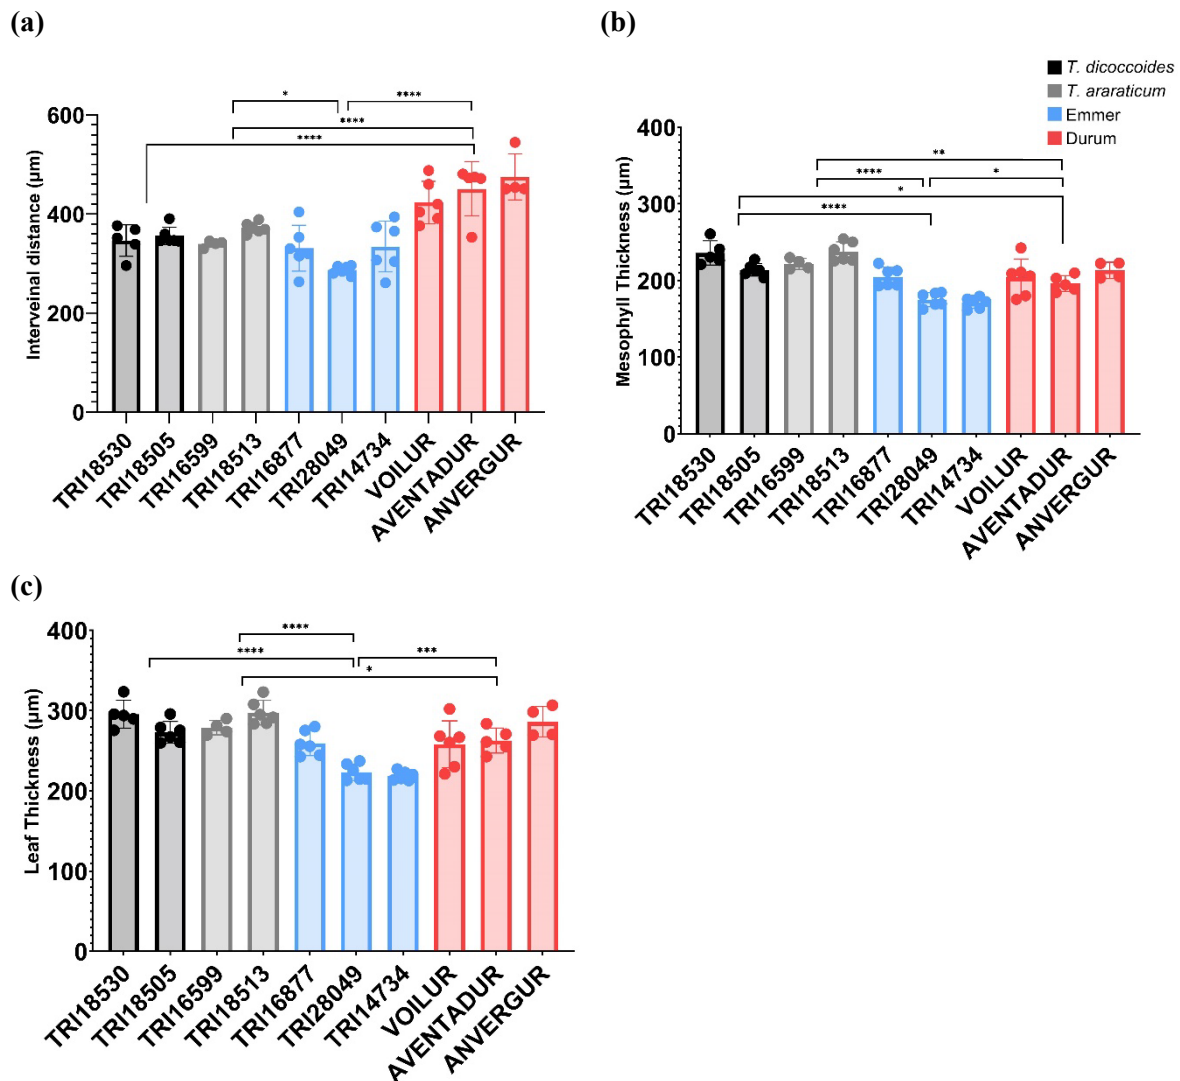 (a)
*
****
****
****
600
400
200
0
Interveinal distance (µm)
TRI18530
TRI18505
TRI16599
TRI18513
TRI16877
TRI28049
TRI14734
VOILUR
AVENTADUR
ANVERGUR
(b)
T. dicoccoides
T. araraticum
Emmer
Durum
**
****
*
*
****
400
300
200
100
0
Mesophyll Thickness (µm)
TRI18530
TRI18505
TRI16599
TRI18513
TRI16877
TRI28049
TRI14734
VOILUR
AVENTADUR
ANVERGUR
(c)
****
****
***
*
400
300
200
100
0
Leaf Thickness (µm)
TRI18530
TRI18505
TRI16599
TRI18513
TRI16877
TRI28049
TRI14734
VOILUR
AVENTADUR
ANVERGUR